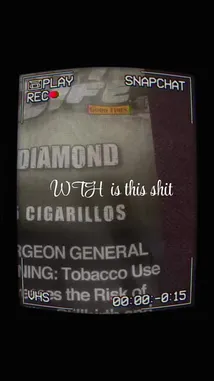 PLAY SNAPCHAT
REC
DIAMOND
WTH is this shit
CIGARILLOS
RGEON GENERAL
NING: Tobacco Use
the Risk of
VHS 00:00:-0:15